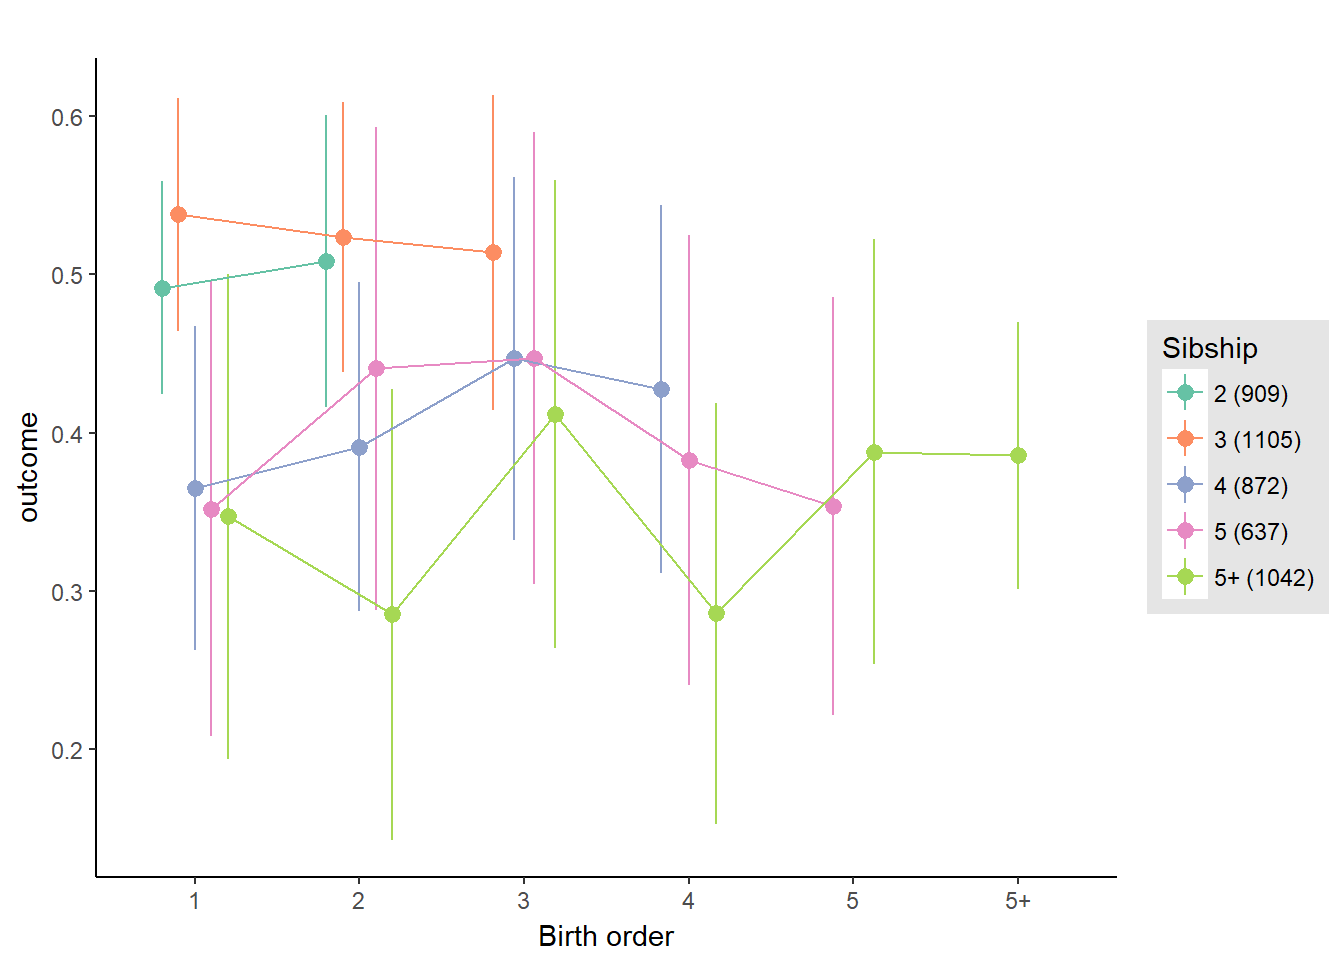 0.6
0.5
0.4
0.3
0.2
outcome
1 2 3 4 5 5+
Birth order
Sibship
2 (909)
3 (1105)
4 (872)
5 (637)
5+ (1042)